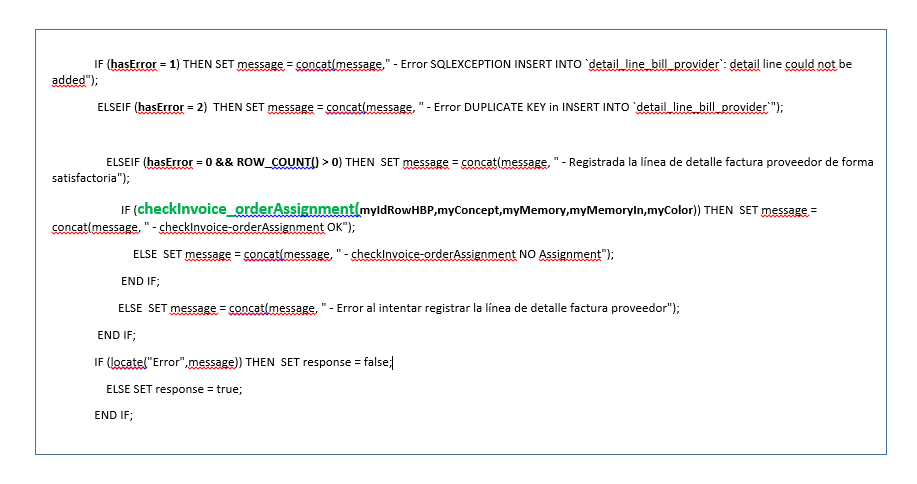 IF (hasError = 1) THEN SET message = concat(message," - Error SQLEXCEPTION INSERT INTO `detail_line_bill_provider`: detail line could not be
added");
ELSEIF (hasError = 2)  THEN SET message = concat(message, " - Error DUPLICATE KEY in INSERT INTO `detail_line_bill_provider`");
ELSEIF (hasError = 0 && ROW_COUNT() > 0) THEN  SET message = concat(message, " - Registrada la línea de detalle factura proveedor de forma
satisfactoria");
IF (checkInvoice_orderAssignment(myIdRowHBP,myConcept,myMemory,myMemoryIn,myColor)) THEN  SET message =
concat(message, " - checkInvoice-orderAssignment OK");
ELSE  SET message = concat(message, " - checkInvoice-orderAssignment NO Assignment");
END IF;
ELSE  SET message = concat(message, " - Error al intentar registrar la línea de detalle factura proveedor");
END IF;
IF (locate("Error",message)) THEN  SET response = false;
ELSE SET response = true;
END IF;